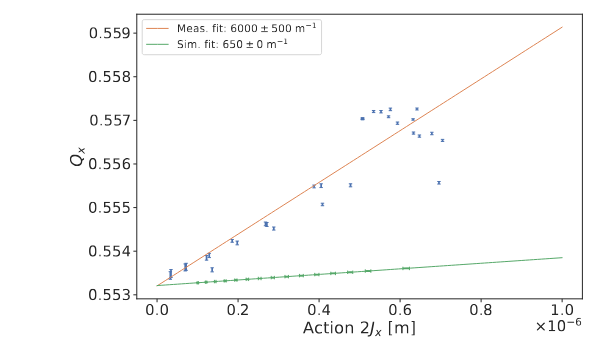 Meas. fit: 6000 ± 500 m⁻¹
Sim. fit: 650 ± 0 m⁻¹
0.559
0.558
0.557
0.556
0.555
0.554
0.553
Qₓ
0.0 0.2 0.4 0.6 0.8 1.0
Action 2Jₓ [m]
×10⁻⁶